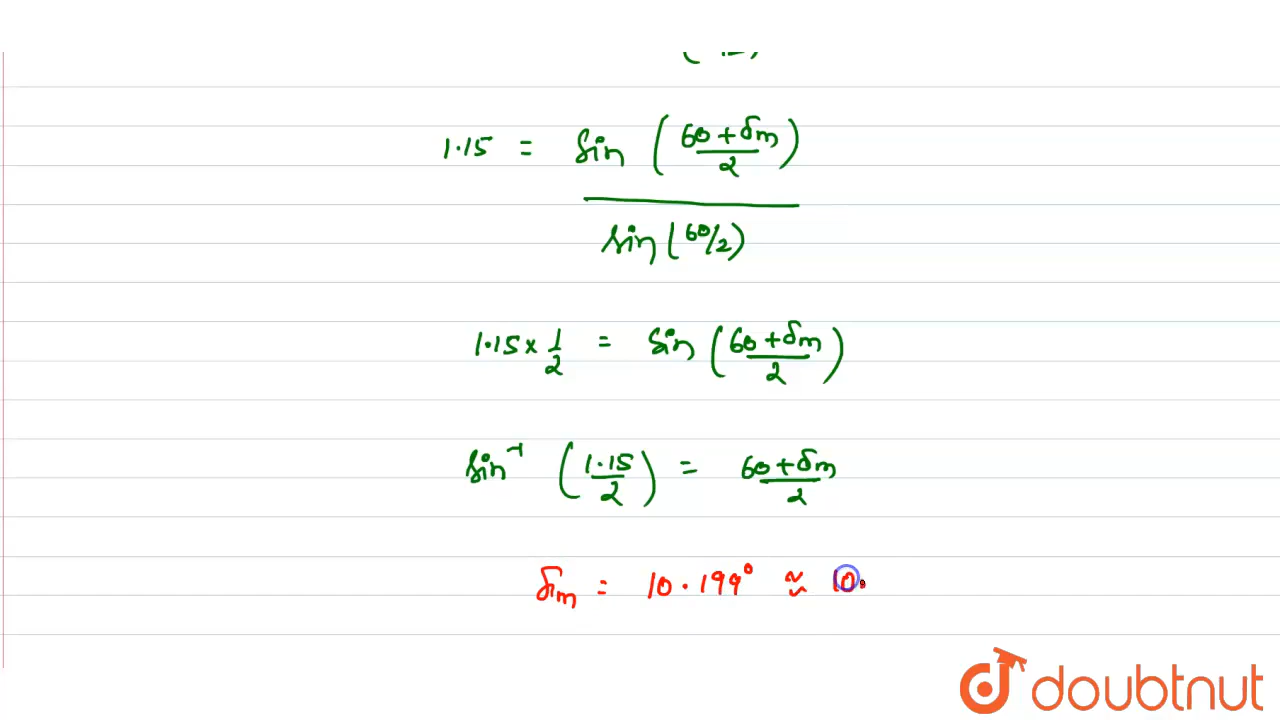 1.15 = sin (60 + δm / 2)
sin (60/2)
1.15 × 1/2 = sin (60 + δm / 2)
sin⁻¹ (1.15 / 2) = 60 + δm / 2
δm = 10.199° ≈ 10.
doubtnut